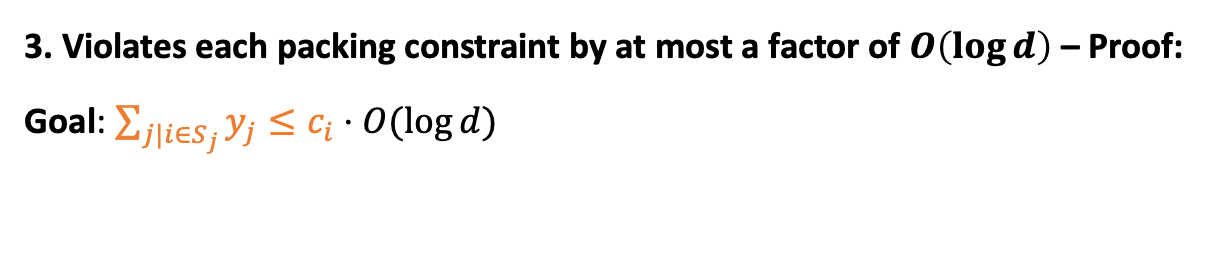 3. Violates each packing constraint by at most a factor of O(log d) – Proof:
Goal: ∑_{j|i∈S_j} y_j ≤ c_i · O(log d)